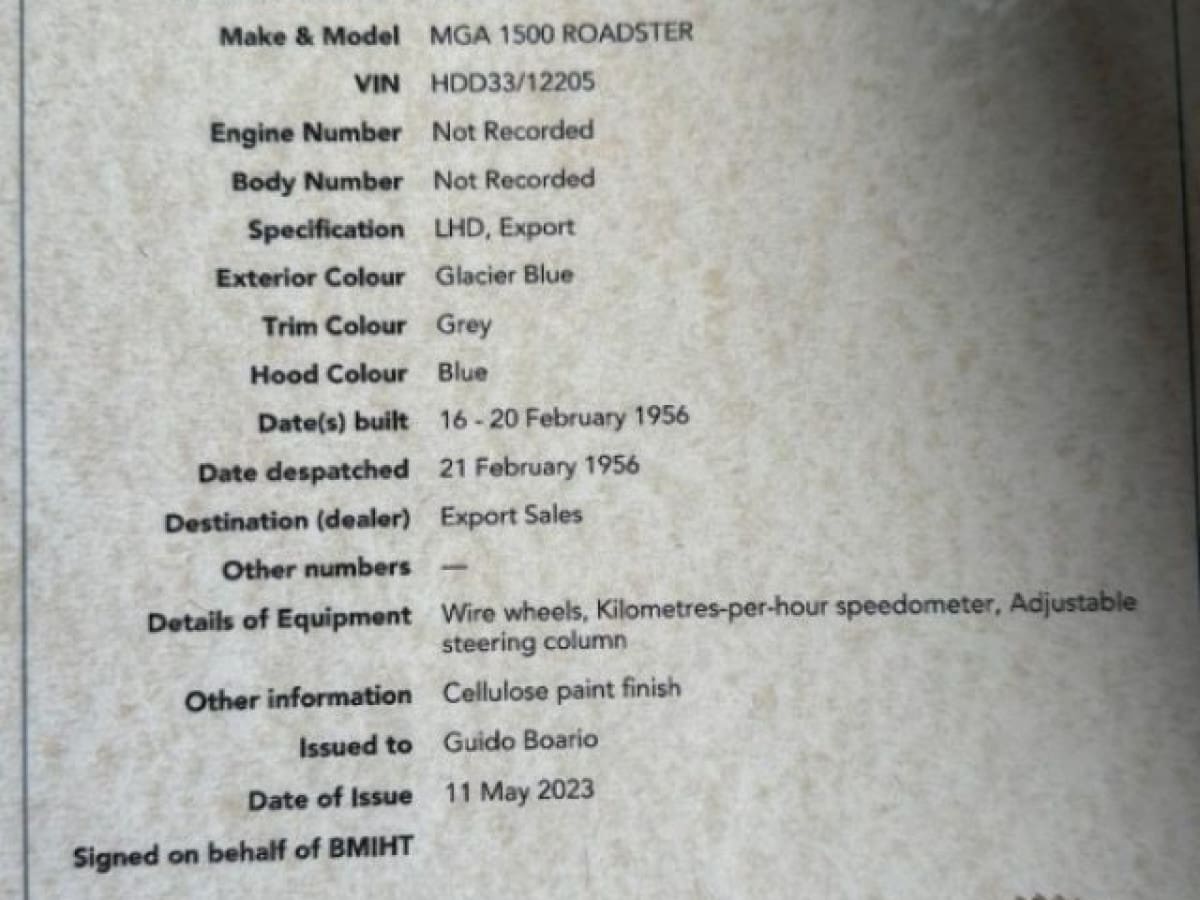 Make & Model MGA 1500 ROADSTER
VIN HDD33/12205
Engine Number Not Recorded
Body Number Not Recorded
Specification LHD, Export
Exterior Colour Glacier Blue
Trim Colour Grey
Hood Colour Blue
Date(s) built 16 - 20 February 1956
Date despatched 21 February 1956
Destination (dealer) Export Sales
Other numbers —
Details of Equipment Wire wheels, Kilometres-per-hour speedometer, Adjustable
steering column
Other information Cellulose paint finish
Issued to Guido Boario
Date of Issue 11 May 2023
Signed on behalf of BMIHT